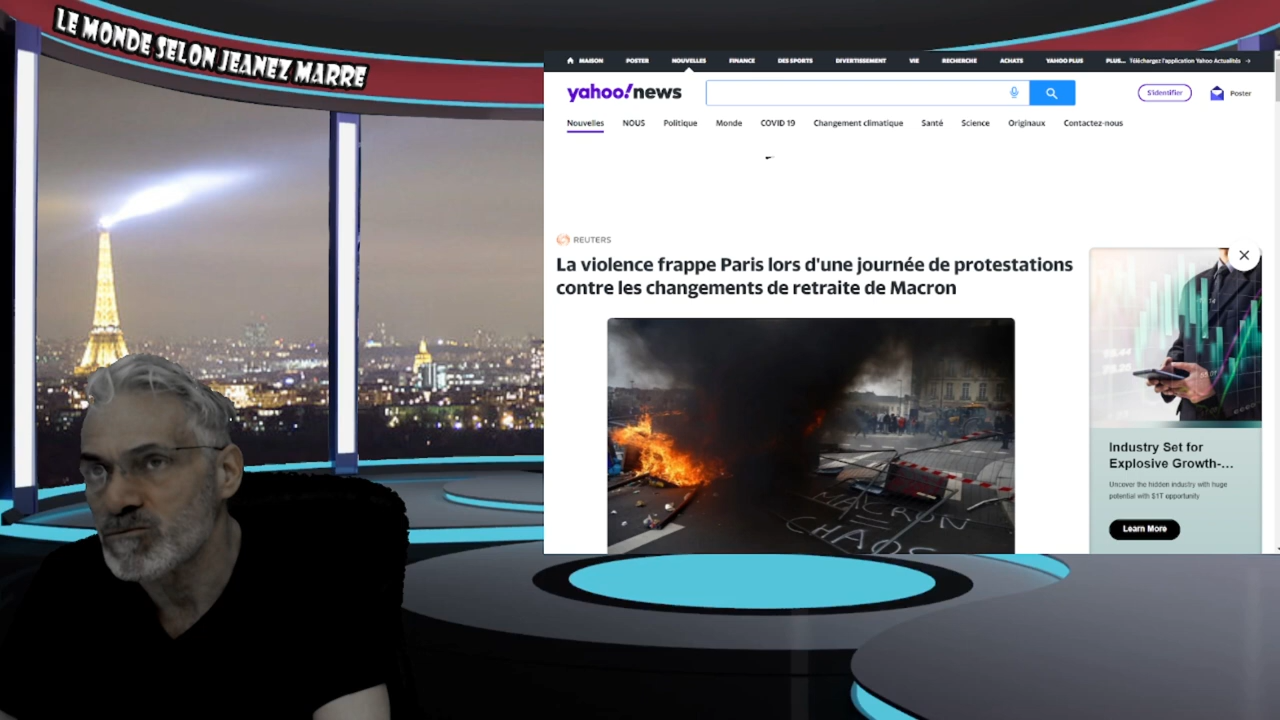 LE MONDE SELON JEANEZ MARRE
MAISON POSTER NOUVELLES FINANCE DES SPORTS DIVERTISSEMENT VIE RECHERCHE ACHATS YAHOO PLUS PLUS... Téléchargez l'application Yahoo Actualités →
yahoo!news
S'identifier
Poster
Nouvelles NOUS Politique Monde COVID 19 Changement climatique Santé Science Originaux Contactez-nous
REUTERS
La violence frappe Paris lors d'une journée de protestations
contre les changements de retraite de Macron
MACRON
=
CHAOS
Industry Set for
Explosive Growth-...
Uncover the hidden industry with huge
potential with $1T opportunity
Learn More